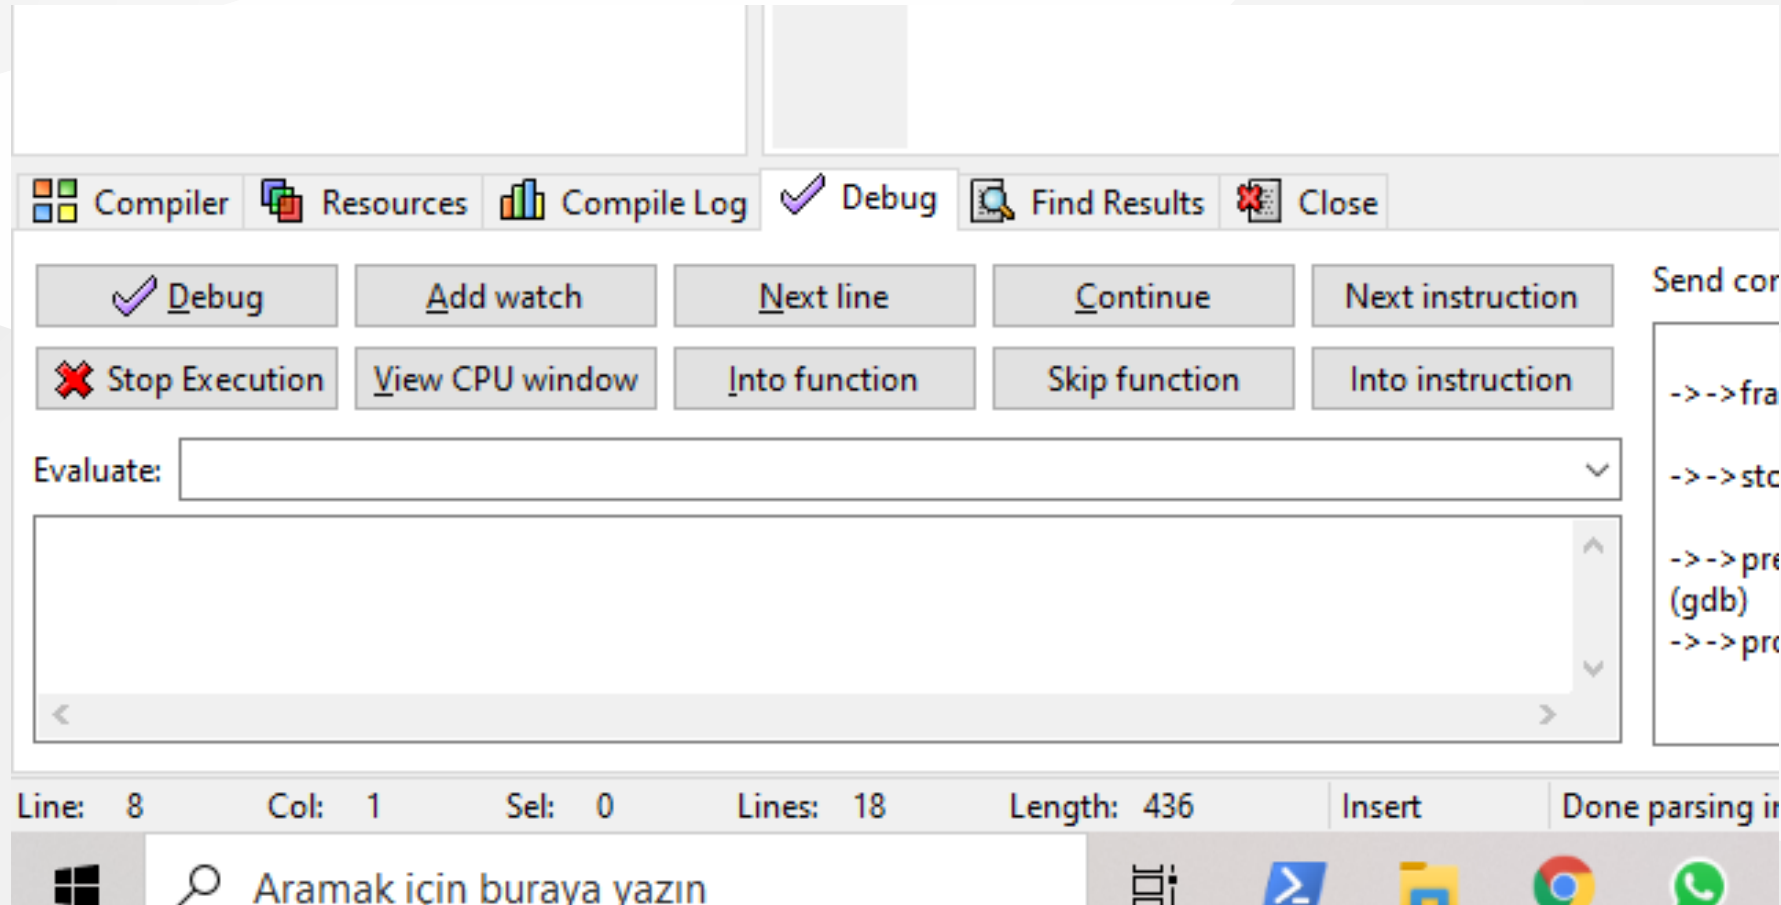 Compiler Resources Compile Log Debug Find Results Close
Debug Add watch Next line Continue Next instruction
Send
Stop Execution View CPU window Into function Skip function Into instruction
Evaluate:
(gdb)
Line: 8 Col: 1 Sel: 0 Lines: 18 Length: 436 Insert Done parsing
Aramak için buraya yazın